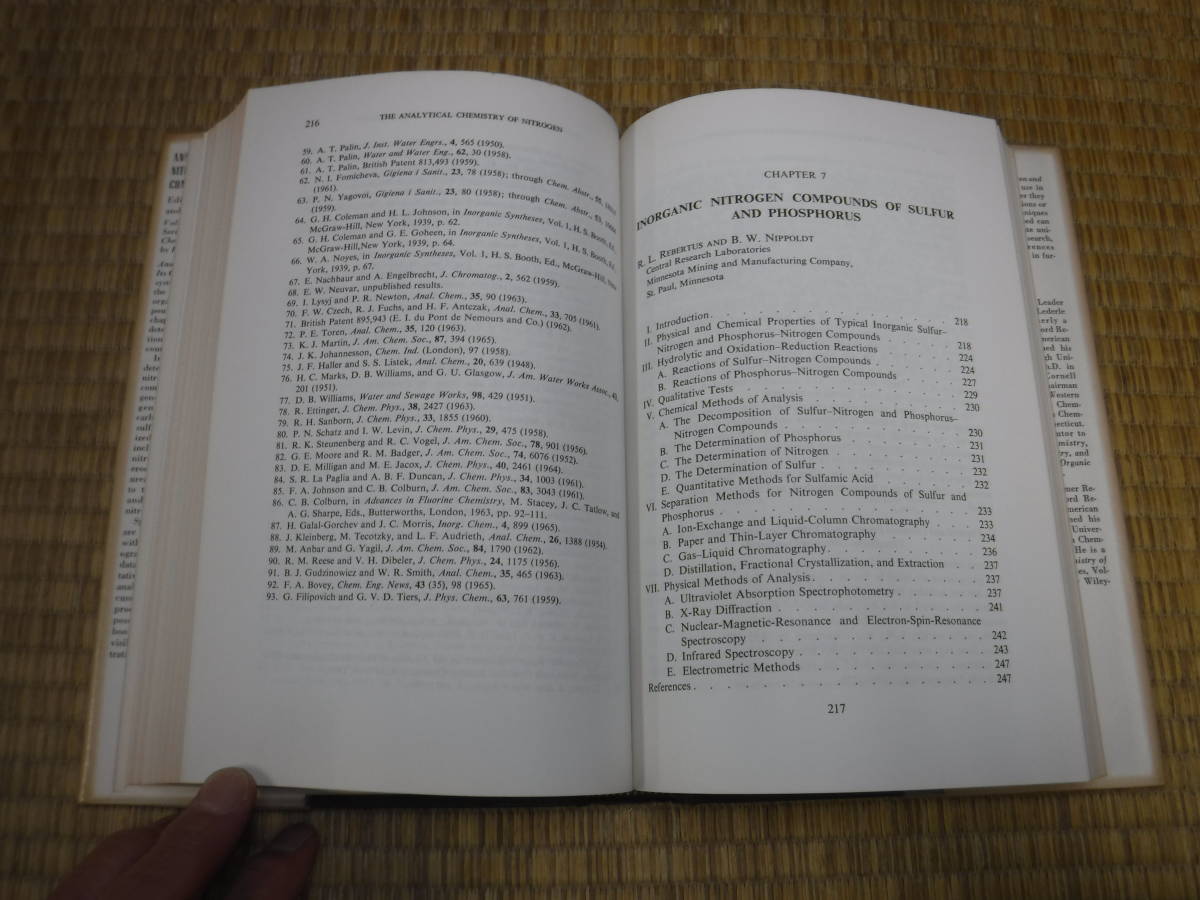 216
THE ANALYTICAL CHEMISTRY OF NITROGEN
59. A. T. Palin, J. Inst. Water Engrs., 4, 565 (1950).
60. A. T. Palin, Water and Water Eng., 62, 30 (1958).
61. A. T. Palin, British Patent 813,493 (1959).
62. N. I. Fomicheva, Gigiena i Sanit., 23, 78 (1958); through Chem. Abstr., 55,
(1961).
63. P. N. Yagovoi, Gigiena i Sanit., 23, 80 (1958); through Chem. Abstr., 53,
(1959).
64. G. H. Coleman and H. L. Johnson, in Inorganic Syntheses, Vol. 1, H. S. Booth, Ed.,
McGraw-Hill, New York, 1939, p. 62.
65. G. H. Coleman and G. E. Goheen, in Inorganic Syntheses, Vol. 1, H. S. Booth, Ed.,
McGraw-Hill, New York, 1939, p. 64.
66. W. A. Noyes, in Inorganic Syntheses, Vol. 1, H. S. Booth, Ed., McGraw-Hill, New
York, 1939, p. 67.
67. E. Nachbaur and A. Engelbrecht, J. Chromatog., 2, 562 (1959).
68. E. W. Neuvar, unpublished results.
69. I. Lysyj and P. R. Newton, Anal. Chem., 35, 90 (1963).
70. F. W. Czech, R. J. Fuchs, and H. F. Antczak, Anal. Chem., 33, 705 (1961).
71. British Patent 895,943 (E. I. du Pont de Nemours and Co.) (1962).
72. P. E. Toren, Anal. Chem., 35, 120 (1963).
73. K. J. Martin, J. Am. Chem. Soc., 87, 394 (1965).
74. J. K. Johannesson, Chem. Ind. (London), 97 (1958).
75. J. F. Haller and S. S. Listek, Anal. Chem., 20, 639 (1948).
76. H. C. Marks, D. B. Williams, and G. U. Glasgow, J. Am. Water Works Assoc., 43,
201 (1951).
77. D. B. Williams, Water and Sewage Works, 98, 429 (1951).
78. R. Ettinger, J. Chem. Phys., 38, 2427 (1963).
79. R. H. Sanborn, J. Chem. Phys., 33, 1855 (1960).
80. P. N. Schatz and I. W. Levin, J. Chem. Phys., 29, 475 (1958).
81. R. K. Steunenberg and R. C. Vogel, J. Am. Chem. Soc., 78, 901 (1956).
82. G. E. Moore and R. M. Badger, J. Am. Chem. Soc., 74, 6076 (1952).
83. D. E. Milligan and M. E. Jacox, J. Chem. Phys., 40, 2461 (1964).
84. S. R. La Paglia and A. B. F. Duncan, J. Chem. Phys., 34, 1003 (1961).
85. F. A. Johnson and C. B. Colburn, J. Am. Chem. Soc., 83, 3043 (1961).
86. C. B. Colburn, in Advances in Fluorine Chemistry, M. Stacey, J. C. Tatlow, and
A. G. Sharpe, Eds., Butterworths, London, 1963, pp. 92–111.
87. H. Galal-Gorchev and J. C. Morris, Inorg. Chem., 4, 899 (1965).
88. J. Kleinberg, M. Tecotzky, and L. F. Audrieth, Anal. Chem., 26, 1388 (1954).
89. M. Anbar and G. Yagil, J. Am. Chem. Soc., 84, 1790 (1962).
90. R. M. Reese and V. H. Dibeler, J. Chem. Phys., 24, 1175 (1956).
91. B. J. Gudzinowicz and W. R. Smith, Anal. Chem., 35, 465 (1963).
92. F. A. Bovey, Chem. Eng. News, 43 (35), 98 (1965).
93. G. Filipovich and G. V. D. Tiers, J. Phys. Chem., 63, 761 (1959).
CHAPTER 7
INORGANIC NITROGEN COMPOUNDS OF SULFUR
AND PHOSPHORUS
R. L. REBERTUS AND B. W. NIPPOLDT
Central Research Laboratories
Minnesota Mining and Manufacturing Company,
St. Paul, Minnesota
I. Introduction . . . . . . . . . . . . 218
II. Physical and Chemical Properties of Typical Inorganic Sulfur–
Nitrogen and Phosphorus–Nitrogen Compounds . . . . 218
III. Hydrolytic and Oxidation–Reduction Reactions . . . . 224
A. Reactions of Sulfur–Nitrogen Compounds . . . . 224
B. Reactions of Phosphorus–Nitrogen Compounds . . . . 227
IV. Qualitative Tests . . . . . . . . . 229
V. Chemical Methods of Analysis . . . . . . 230
A. The Decomposition of Sulfur–Nitrogen and Phosphorus–
Nitrogen Compounds . . . . . . . 230
B. The Determination of Phosphorus . . . . . 231
C. The Determination of Nitrogen . . . . . 231
D. The Determination of Sulfur . . . . . . 232
E. Quantitative Methods for Sulfamic Acid . . . . 232
VI. Separation Methods for Nitrogen Compounds of Sulfur and
Phosphorus . . . . . . . . . . 233
A. Ion-Exchange and Liquid-Column Chromatography . . . 233
B. Paper and Thin-Layer Chromatography . . . . 234
C. Gas–Liquid Chromatography . . . . . . 236
D. Distillation, Fractional Crystallization, and Extraction . . 237
VII. Physical Methods of Analysis . . . . . . . 237
A. Ultraviolet Absorption Spectrophotometry . . . . 237
B. X-Ray Diffraction . . . . . . . . 241
C. Nuclear-Magnetic-Resonance and Electron-Spin-Resonance
Spectroscopy . . . . . . . . . 242
D. Infrared Spectroscopy . . . . . . . 243
E. Electrometric Methods . . . . . . . 247
References . . . . . . . . . . . . 247
217